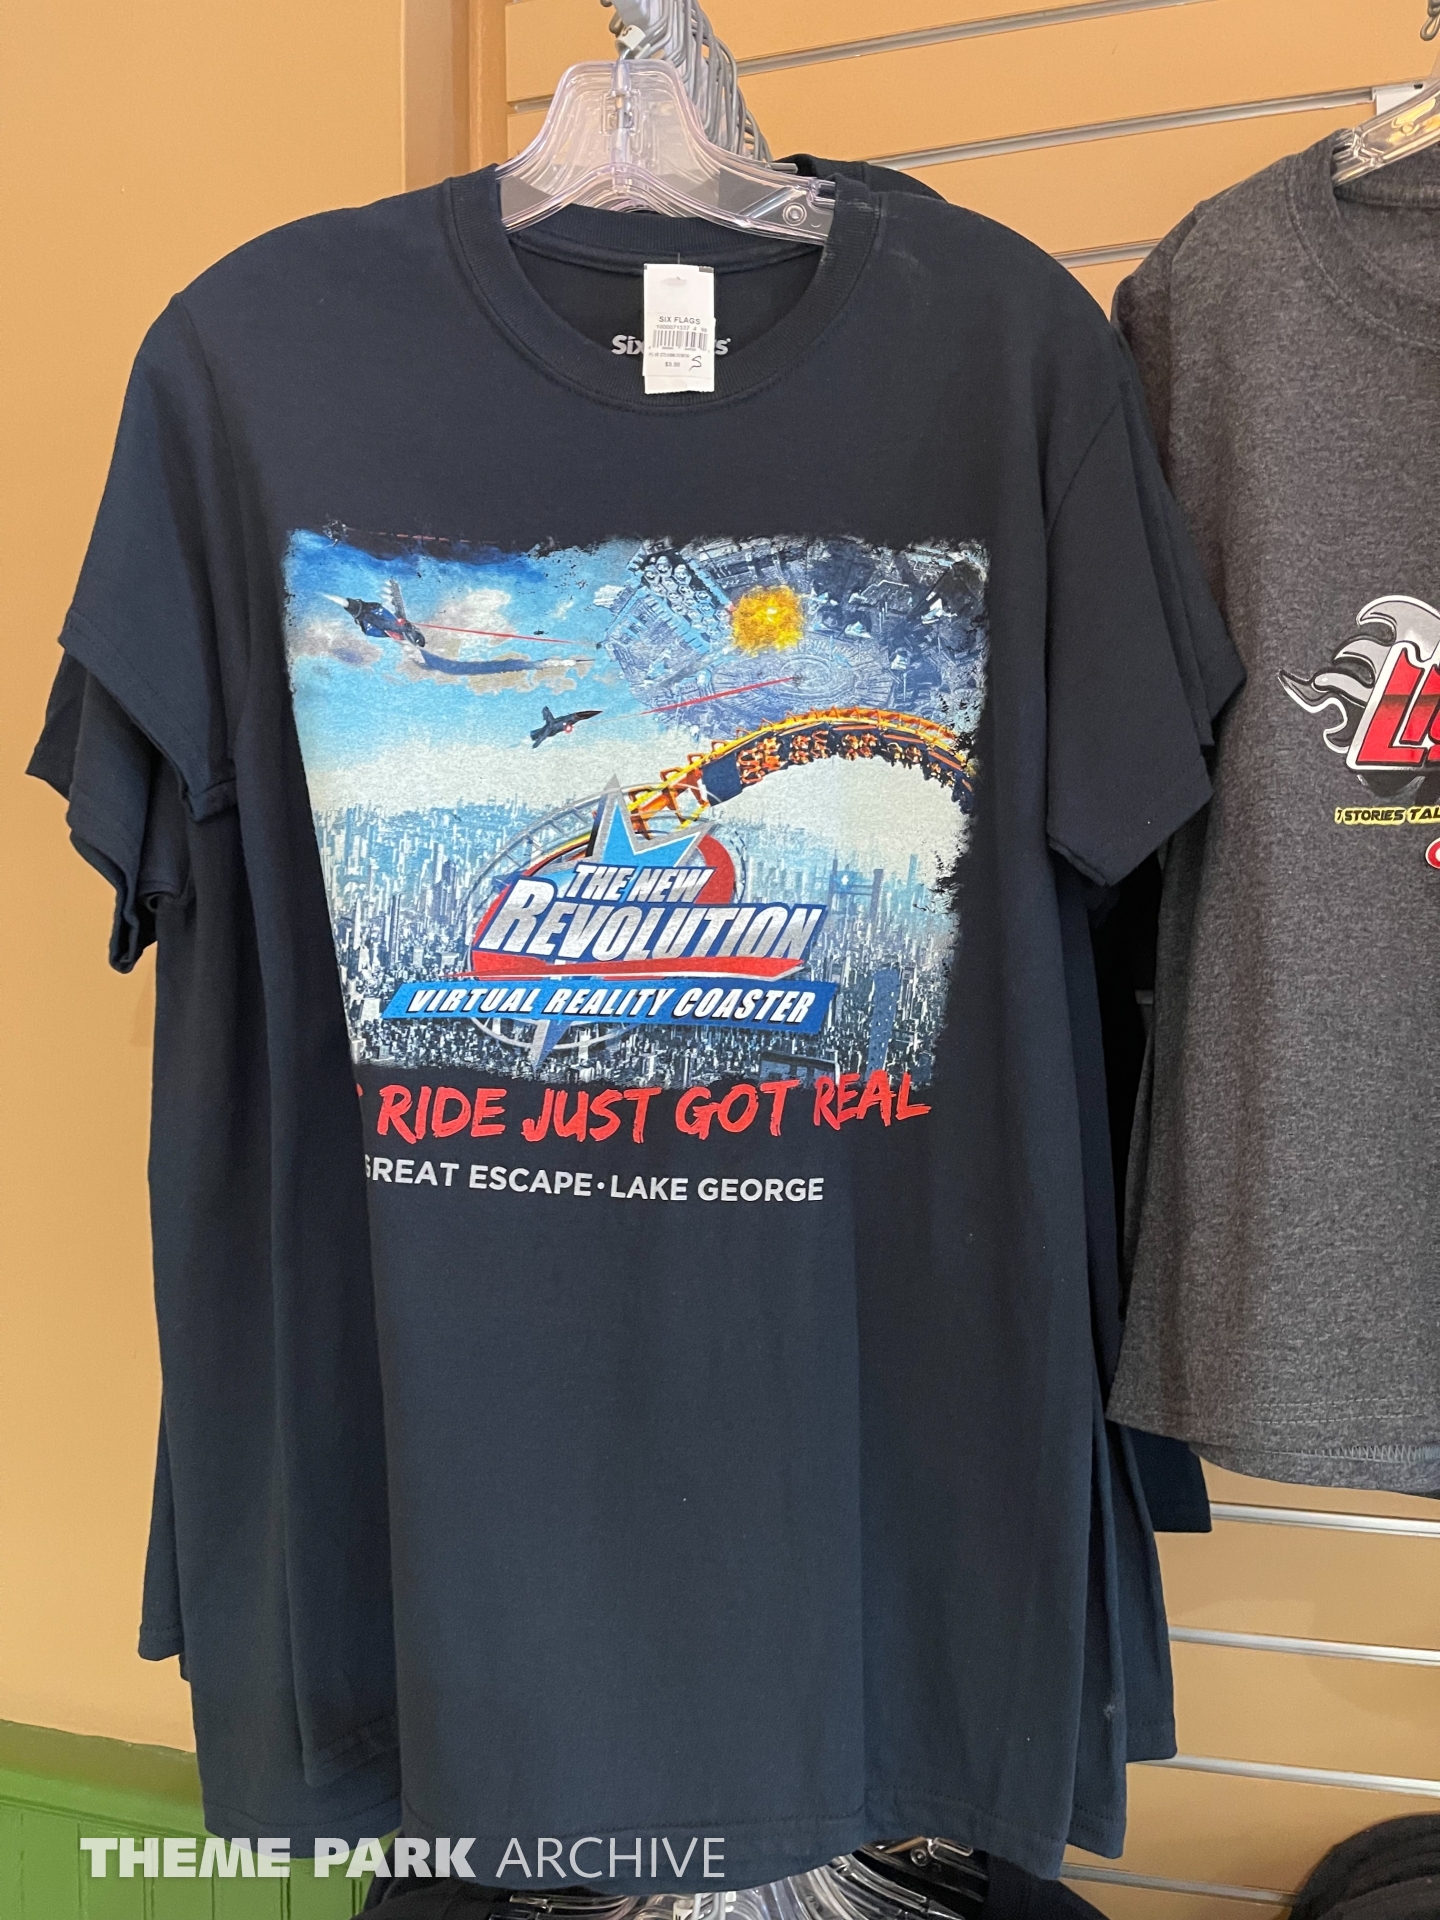 SIX FLAGS
S
THE NEW
REVOLUTION
VIRTUAL REALITY COASTER
RIDE JUST GOT REAL
GREAT ESCAPE • LAKE GEORGE
7 STORIES TAL
THEME PARK ARCHIVE